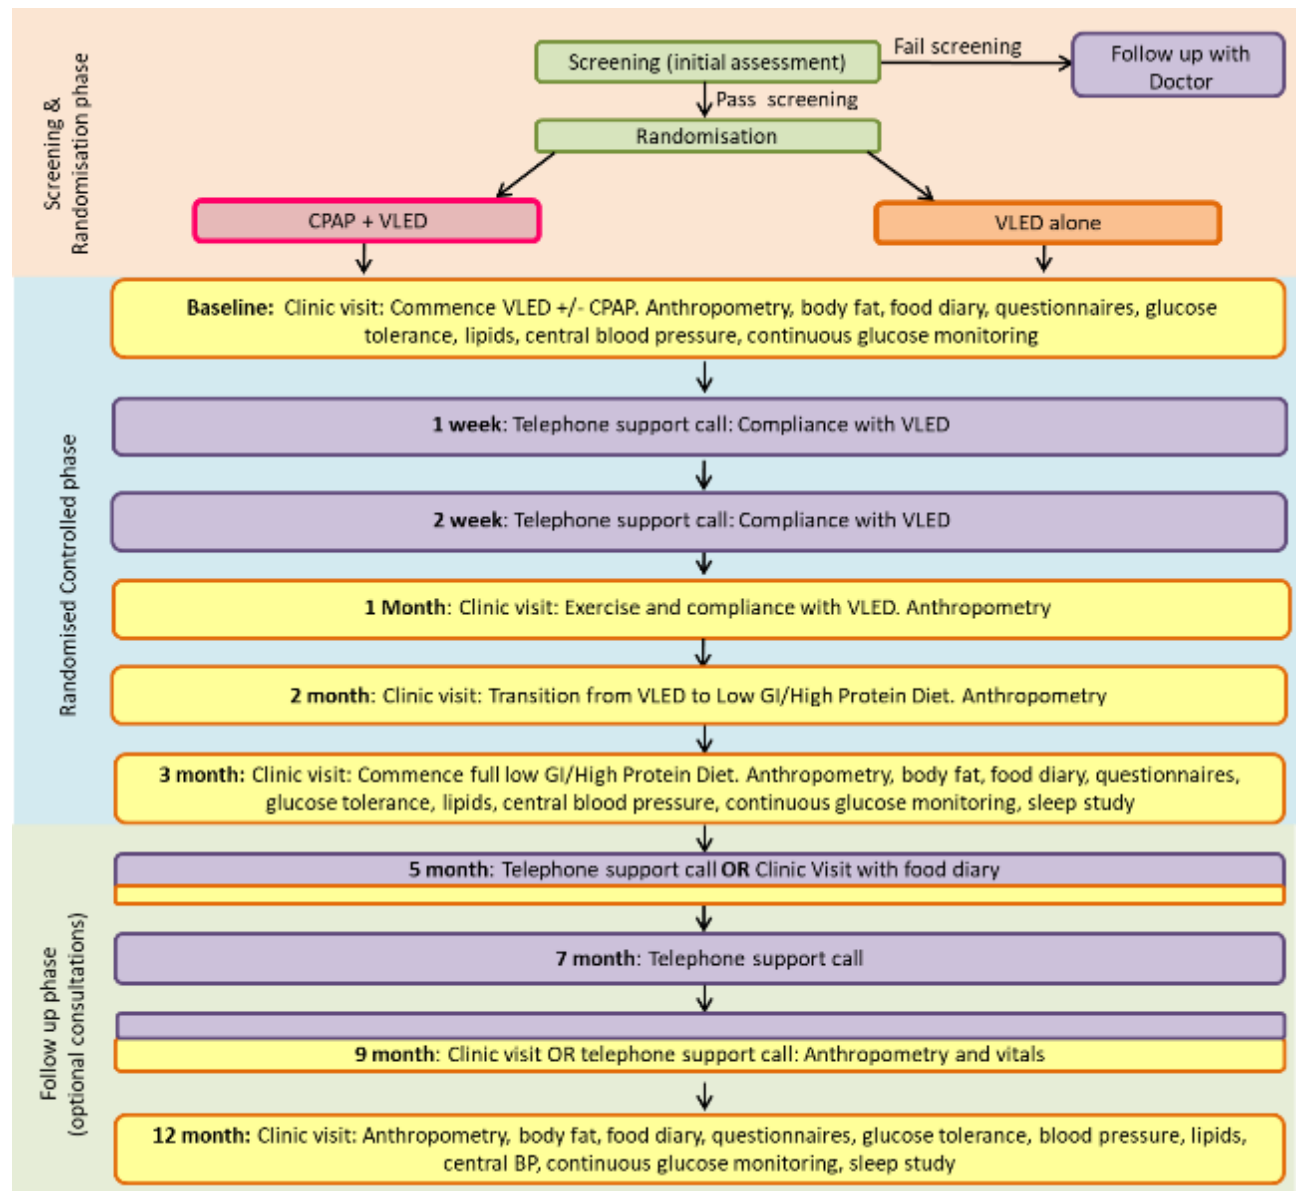 Screening &
Randomisation phase
Screening (initial assessment)
Fail screening
Follow up with
Doctor
Pass screening
Randomisation
CPAP + VLED
VLED alone
Randomised Controlled phase
Baseline: Clinic visit: Commence VLED +/- CPAP. Anthropometry, body fat, food diary, questionnaires, glucose
tolerance, lipids, central blood pressure, continuous glucose monitoring
1 week: Telephone support call: Compliance with VLED
2 week: Telephone support call: Compliance with VLED
1 Month: Clinic visit: Exercise and compliance with VLED. Anthropometry
2 month: Clinic visit: Transition from VLED to Low GI/High Protein Diet. Anthropometry
3 month: Clinic visit: Commence full low GI/High Protein Diet. Anthropometry, body fat, food diary, questionnaires,
glucose tolerance, lipids, central blood pressure, continuous glucose monitoring, sleep study
Follow up phase
(optional consultations)
5 month: Telephone support call OR Clinic Visit with food diary
7 month: Telephone support call
9 month: Clinic visit OR telephone support call: Anthropometry and vitals
12 month: Clinic visit: Anthropometry, body fat, food diary, questionnaires, glucose tolerance, blood pressure, lipids,
central BP, continuous glucose monitoring, sleep study